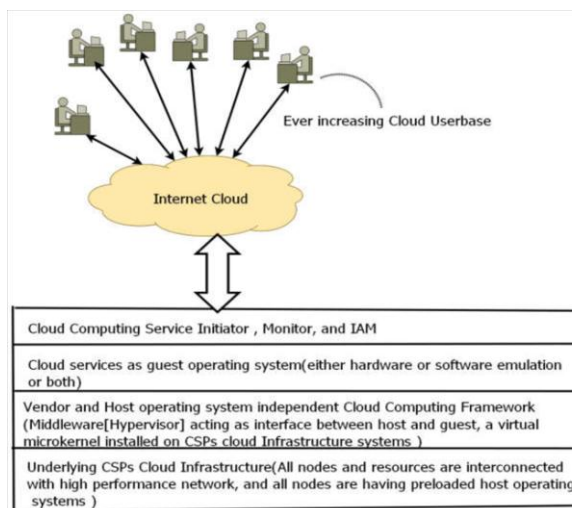 Ever increasing Cloud Userbase
Internet Cloud
Cloud Computing Service Initiator , Monitor, and IAM
Cloud services as guest operating system(either hardware or software emulation
or both)
Vendor and Host operating system independent Cloud Computing Framework
(Middleware[Hypervisor] acting as interface between host and guest, a virtual
microkernel installed on CSPs cloud Infrastructure systems )
Underlying CSPs Cloud Infrastructure(All nodes and resources are interconnected
with high performance network, and all nodes are having preloaded host operating
systems )